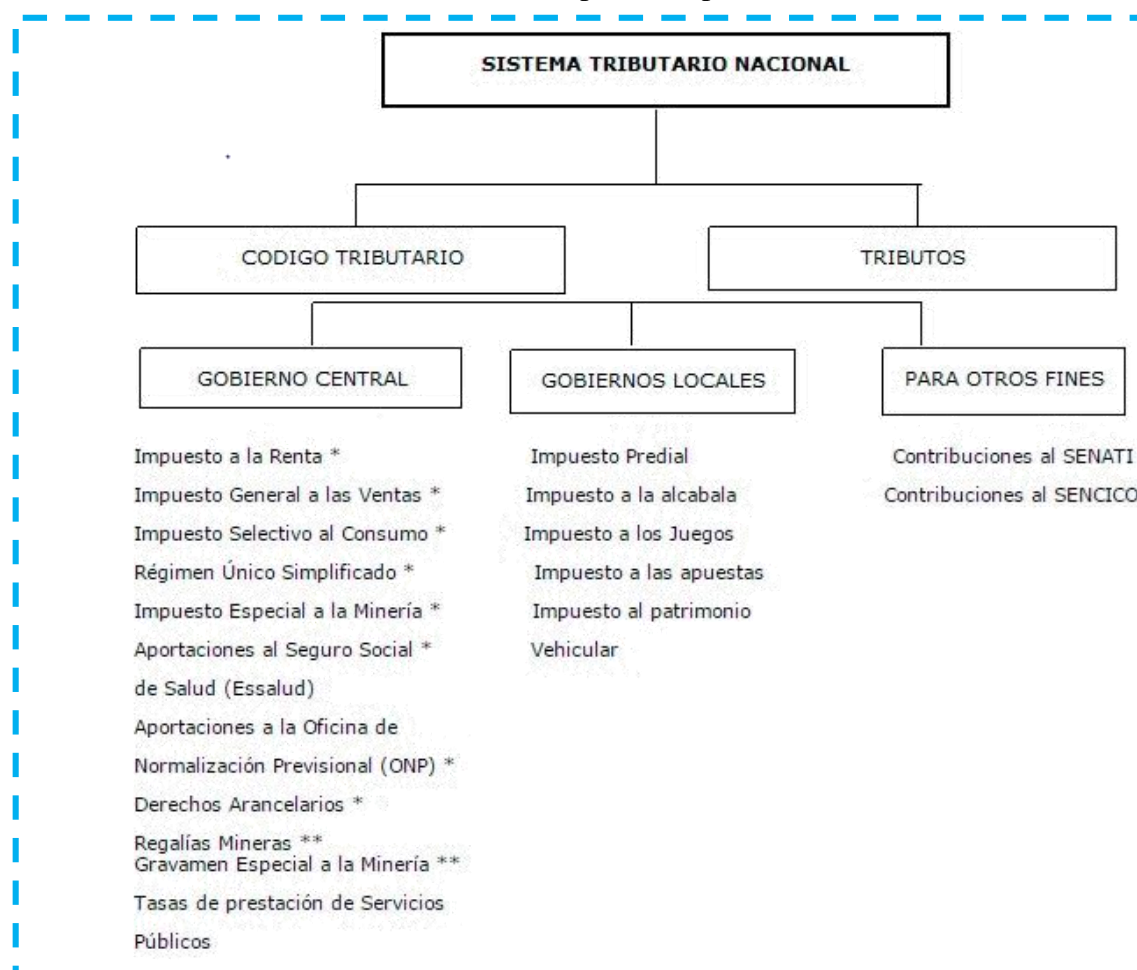 SISTEMA TRIBUTARIO NACIONAL
CODIGO TRIBUTARIO
TRIBUTOS
GOBIERNO CENTRAL
GOBIERNOS LOCALES
PARA OTROS FINES
Impuesto a la Renta *
Impuesto General a las Ventas *
Impuesto Selectivo al Consumo *
Régimen Único Simplificado *
Impuesto Especial a la Minería *
Aportaciones al Seguro Social *
de Salud (Essalud)
Aportaciones a la Oficina de
Normalización Previsional (ONP) *
Derechos Arancelarios *
Regalías Mineras **
Gravamen Especial a la Minería **
Tasas de prestación de Servicios
Públicos
Impuesto Predial
Impuesto a la alcabala
Impuesto a los Juegos
Impuesto a las apuestas
Impuesto al patrimonio
Vehicular
Contribuciones al SENATI
Contribuciones al SENCICO